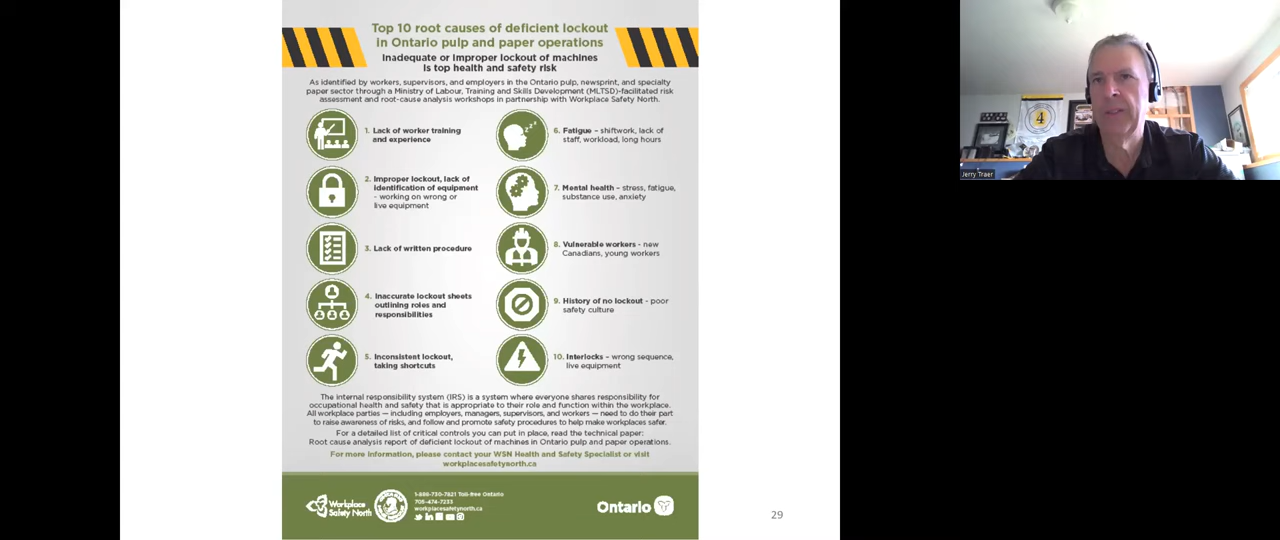 Top 10 root causes of deficient lockout
in Ontario pulp and paper operations
Inadequate or improper lockout of machines
is top health and safety risk
As identified by workers, supervisors, and employers in the Ontario pulp, newsprint, and specialty
paper sector through a Ministry of Labour, Training and Skills Development (MLTSD)-facilitated risk
assessment and root-cause analysis workshops in partnership with Workplace Safety North.
1. Lack of worker training
and experience
2. Improper lockout, lack of
identification of equipment
- working on wrong or
live equipment
3. Lack of written procedure
4. Inaccurate lockout sheets
outlining roles and
responsibilities
5. Inconsistent lockout,
taking shortcuts
6. Fatigue – shiftwork, lack of
staff, workload, long hours
7. Mental health – stress, fatigue,
substance use, anxiety
8. Vulnerable workers - new
Canadians, young workers
9. History of no lockout - poor
safety culture
10. Interlocks – wrong sequence,
live equipment
The internal responsibility system (IRS) is a system where everyone shares responsibility for
occupational health and safety that is appropriate to their role and function within the workplace.
All workplace parties — including employers, managers, supervisors, and workers — need to do their part
to raise awareness of risks, and follow and promote safety procedures to help make workplaces safer.
For a detailed list of critical controls you can put in place, read the technical paper:
Root cause analysis report of deficient lockout of machines in Ontario pulp and paper operations.
For more information, please contact your WSN Health and Safety Specialist or visit
workplacesafetynorth.ca
Workplace
Safety North
1-888-730-7821 Toll-free Ontario
705-474-7233
workplacesafetynorth.ca
Ontario
29
Jerry Traer
4